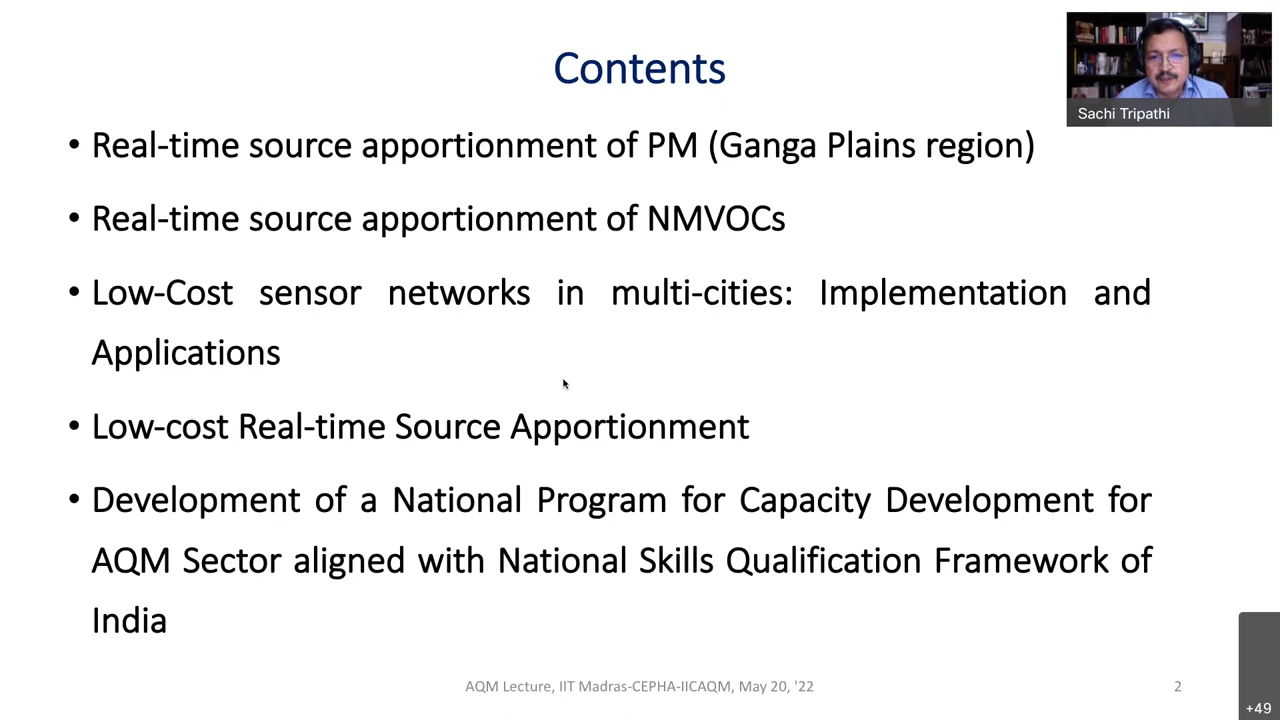 Contents
Sachi Tripathi
• Real-time source apportionment of PM (Ganga Plains region)
• Real-time source apportionment of NMVOCs
• Low-Cost sensor networks in multi-cities: Implementation and
Applications
• Low-cost Real-time Source Apportionment
• Development of a National Program for Capacity Development for
AQM Sector aligned with National Skills Qualification Framework of
India
AQM Lecture, IIT Madras-CEPHA-IICAQM, May 20, '22
2
+49